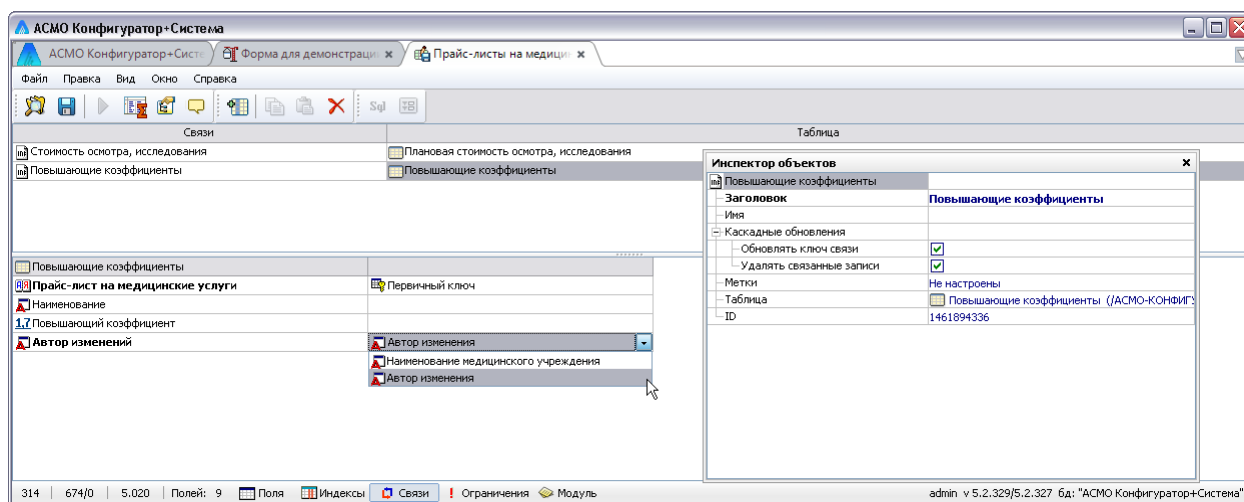 АСМО Конфигуратор+Система
АСМО Конфигуратор+Систе
Форма для демонстраци
Прайс-листы на медицин
Файл Правка Вид Окно Справка
Sql
Связи Таблица
Стоимость осмотра, исследования Плановая стоимость осмотра, исследования
Повышающие коэффициенты Повышающие коэффициенты
Инспектор объектов
Повышающие коэффициенты
Заголовок Повышающие коэффициенты
Имя
Каскадные обновления
Обновлять ключ связи
Удалять связанные записи
Метки Не настроены
Таблица Повышающие коэффициенты (/АСМО-КОНФИГУ
ID 1461894336
Повышающие коэффициенты
Прайс-лист на медицинские услуги Первичный ключ
Наименование
1,7 Повышающий коэффициент
Автор изменений Автор изменения
Наименование медицинского учреждения
Автор изменения
314 674/0 5.020 Полей: 9 Поля Индексы Связи Ограничения Модуль admin v 5.2.329/5.2.327 бд: "АСМО Конфигуратор+Система"